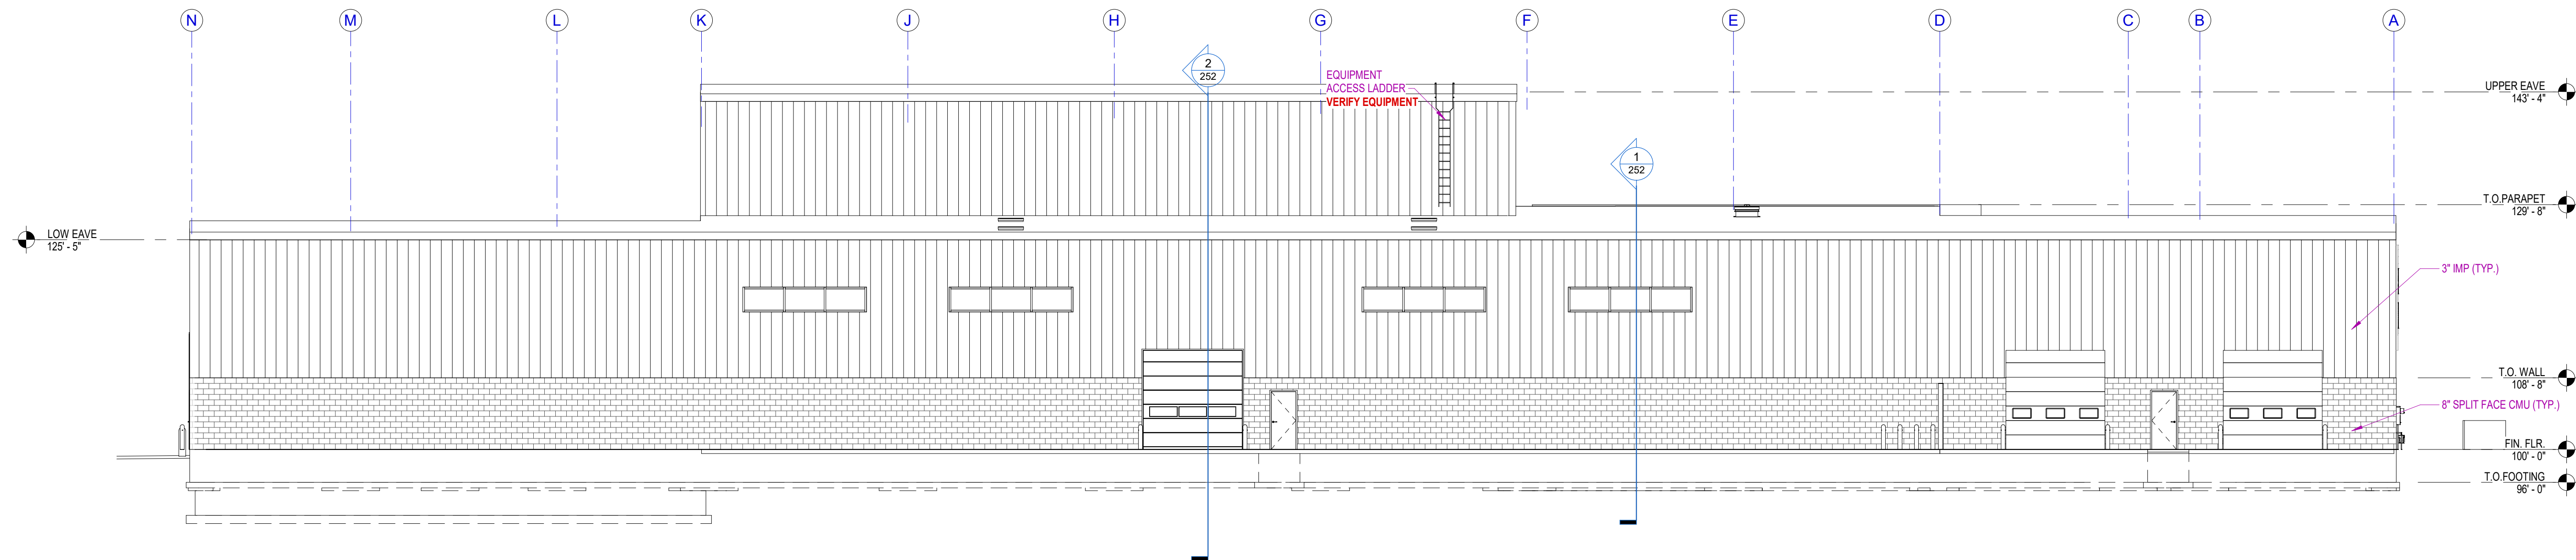 N
M
L
K
J
H
G
F
E
D
C
B
A
2
252
EQUIPMENT
ACCESS LADDER
VERIFY EQUIPMENT
UPPER EAVE
143' - 4"
1
252
T.O.PARAPET
129' - 8"
LOW EAVE
125' - 5"
3" IMP (TYP.)
T.O. WALL
108' - 8"
8" SPLIT FACE CMU (TYP.)
FIN. FLR.
100' - 0"
T.O.FOOTING
96' - 0"